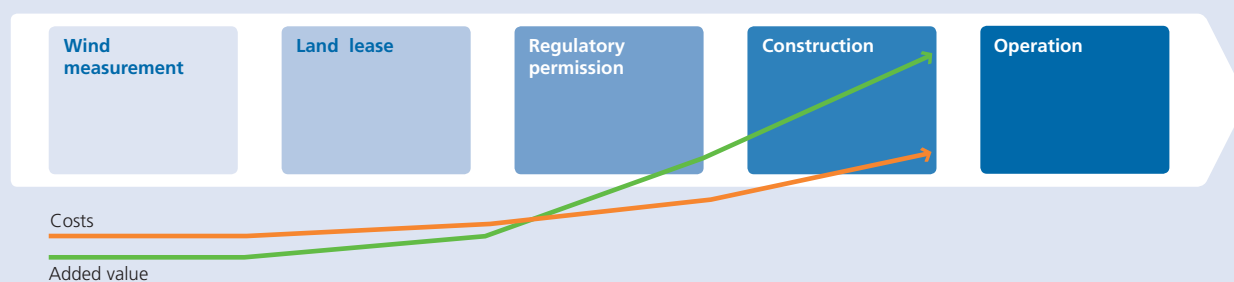 Wind
measurement
Land lease
Regulatory
permission
Construction
Operation
Costs
Added value